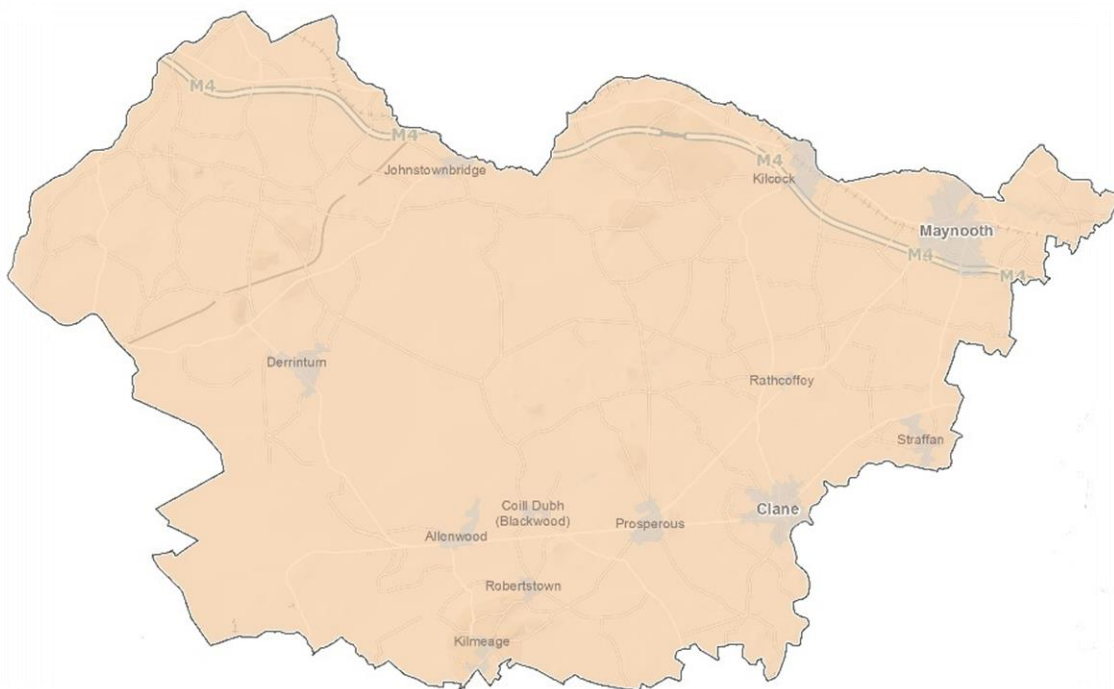 M4
M4
Johnstownbridge
M4
Kilcock
Maynooth
M4
M4
Derrinturn
Rathcoffey
Straffan
Coill Dubh
(Blackwood)
Clane
Prosperous
Allenwood
Robertstown
Kilmeage